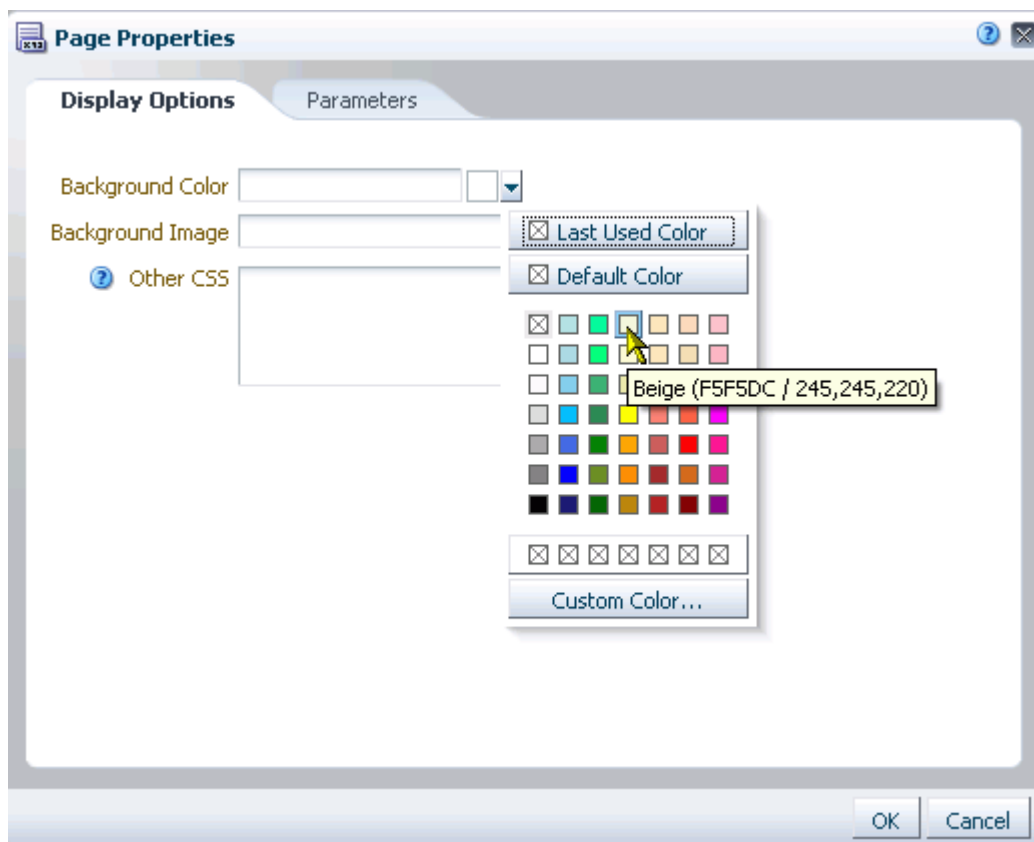 Page Properties
Display Options
Parameters
Background Color
Background Image
Last Used Color
Other CSS
Default Color
Beige (F5F5DC / 245,245,220)
Custom Color...
OK
Cancel